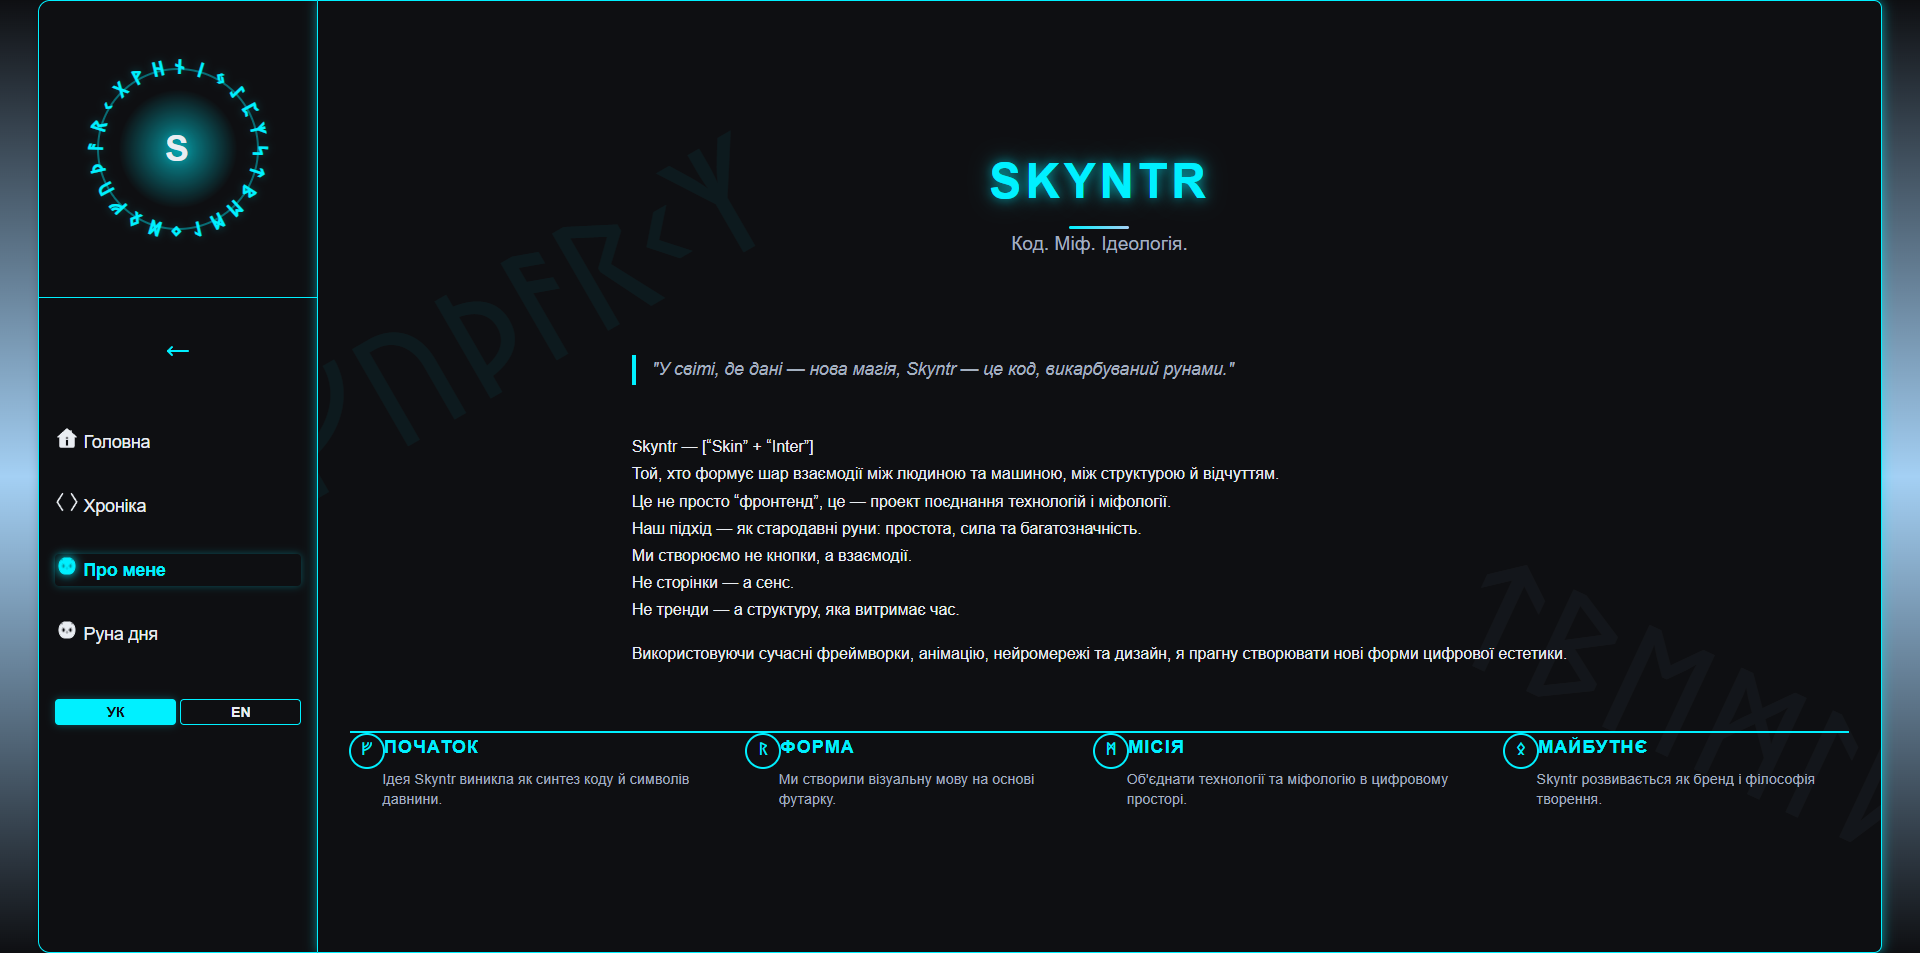 S
←
Головна
Хроніка
Про мене
Руна дня
УК EN
SKYNTR
Код. Міф. Ідеологія.
"У світі, де дані — нова магія, Skyntr — це код, викарбуваний рунами."
Skyntr — [“Skin” + “Inter”]
Той, хто формує шар взаємодії між людиною та машиною, між структурою й відчуттям.
Це не просто “фронтенд”, це — проект поєднання технологій і міфології.
Наш підхід — як стародавні руни: простота, сила та багатозначність.
Ми створюємо не кнопки, а взаємодії.
Не сторінки — а сенс.
Не тренди — а структуру, яка витримає час.
Використовуючи сучасні фреймворки, анімацію, нейромережі та дизайн, я прагну створювати нові форми цифрової естетики.
ᚠ ПОЧАТОК
Ідея Skyntr виникла як синтез коду й символів
давнини.
ᚱ ФОРМА
Ми створили візуальну мову на основі
футарку.
ᛗ МІСІЯ
Об'єднати технології та міфологію в цифровому
просторі.
ᛟ МАЙБУТНЄ
Skyntr розвивається як бренд і філософія
творення.